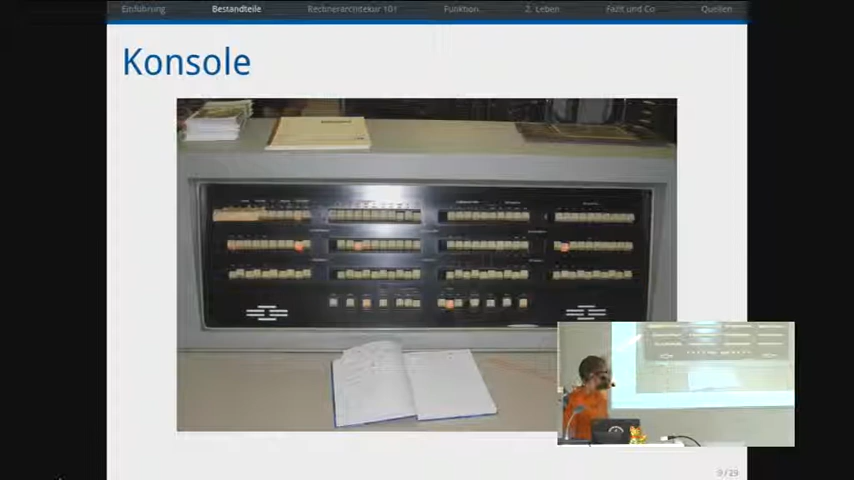 Einführung
Bestandteile
Rechnerarchitektur 101
Funktion
2. Leben
Fazit und Co
Quellen
Konsole
9 / 29